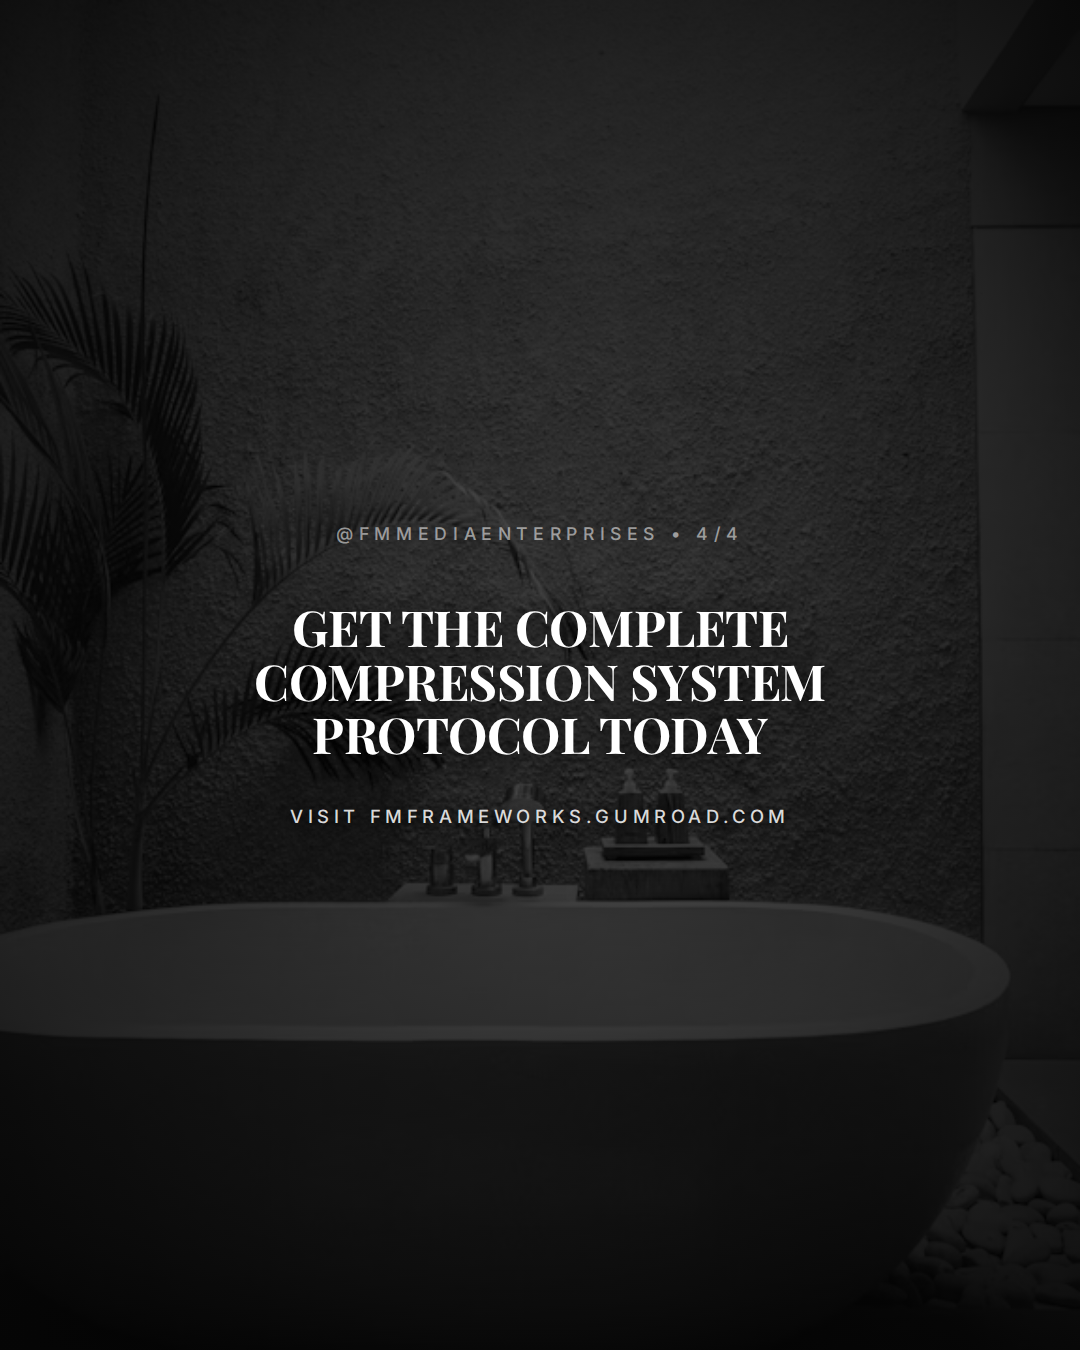 @FMMEDIAENTERPRISES • 4/4
GET THE COMPLETE
COMPRESSION SYSTEM
PROTOCOL TODAY
VISIT FMFRAMEWORKS.GUMROAD.COM